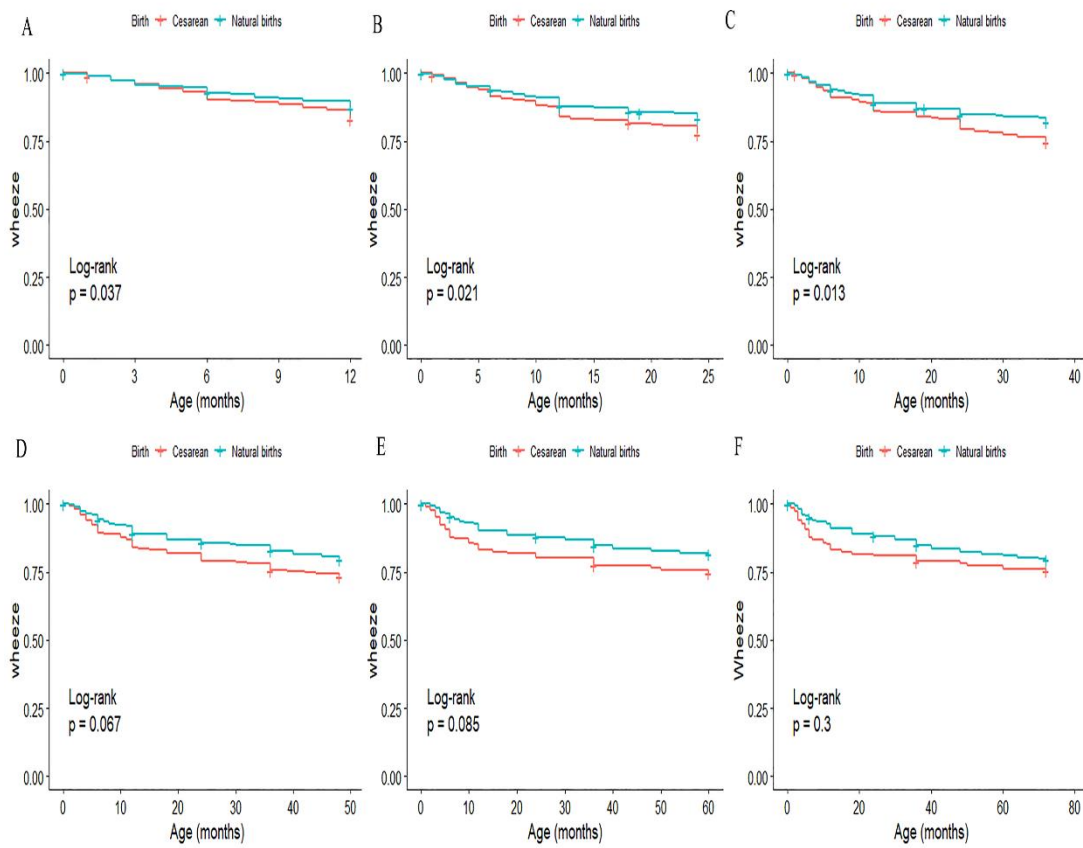 A
Birth Cesarean Natural births
1.00
0.75
0.50
0.25
0.00
wheeze
Log-rank
p = 0.037
0 3 6 9 12
Age (months)
B
Birth Cesarean Natural births
1.00
0.75
0.50
0.25
0.00
wheeze
Log-rank
p = 0.021
0 5 10 15 20 25
Age (months)
C
Birth Cesarean Natural births
1.00
0.75
0.50
0.25
0.00
wheeze
Log-rank
p = 0.013
0 10 20 30 40
Age (months)
D
Birth Cesarean Natural births
1.00
0.75
0.50
0.25
0.00
wheeze
Log-rank
p = 0.067
0 10 20 30 40 50
Age (months)
E
Birth Cesarean Natural births
1.00
0.75
0.50
0.25
0.00
wheeze
Log-rank
p = 0.085
0 10 20 30 40 50 60
Age (months)
F
Birth Cesarean Natural births
1.00
0.75
0.50
0.25
0.00
Wheeze
Log-rank
p = 0.3
0 20 40 60 80
Age (months)